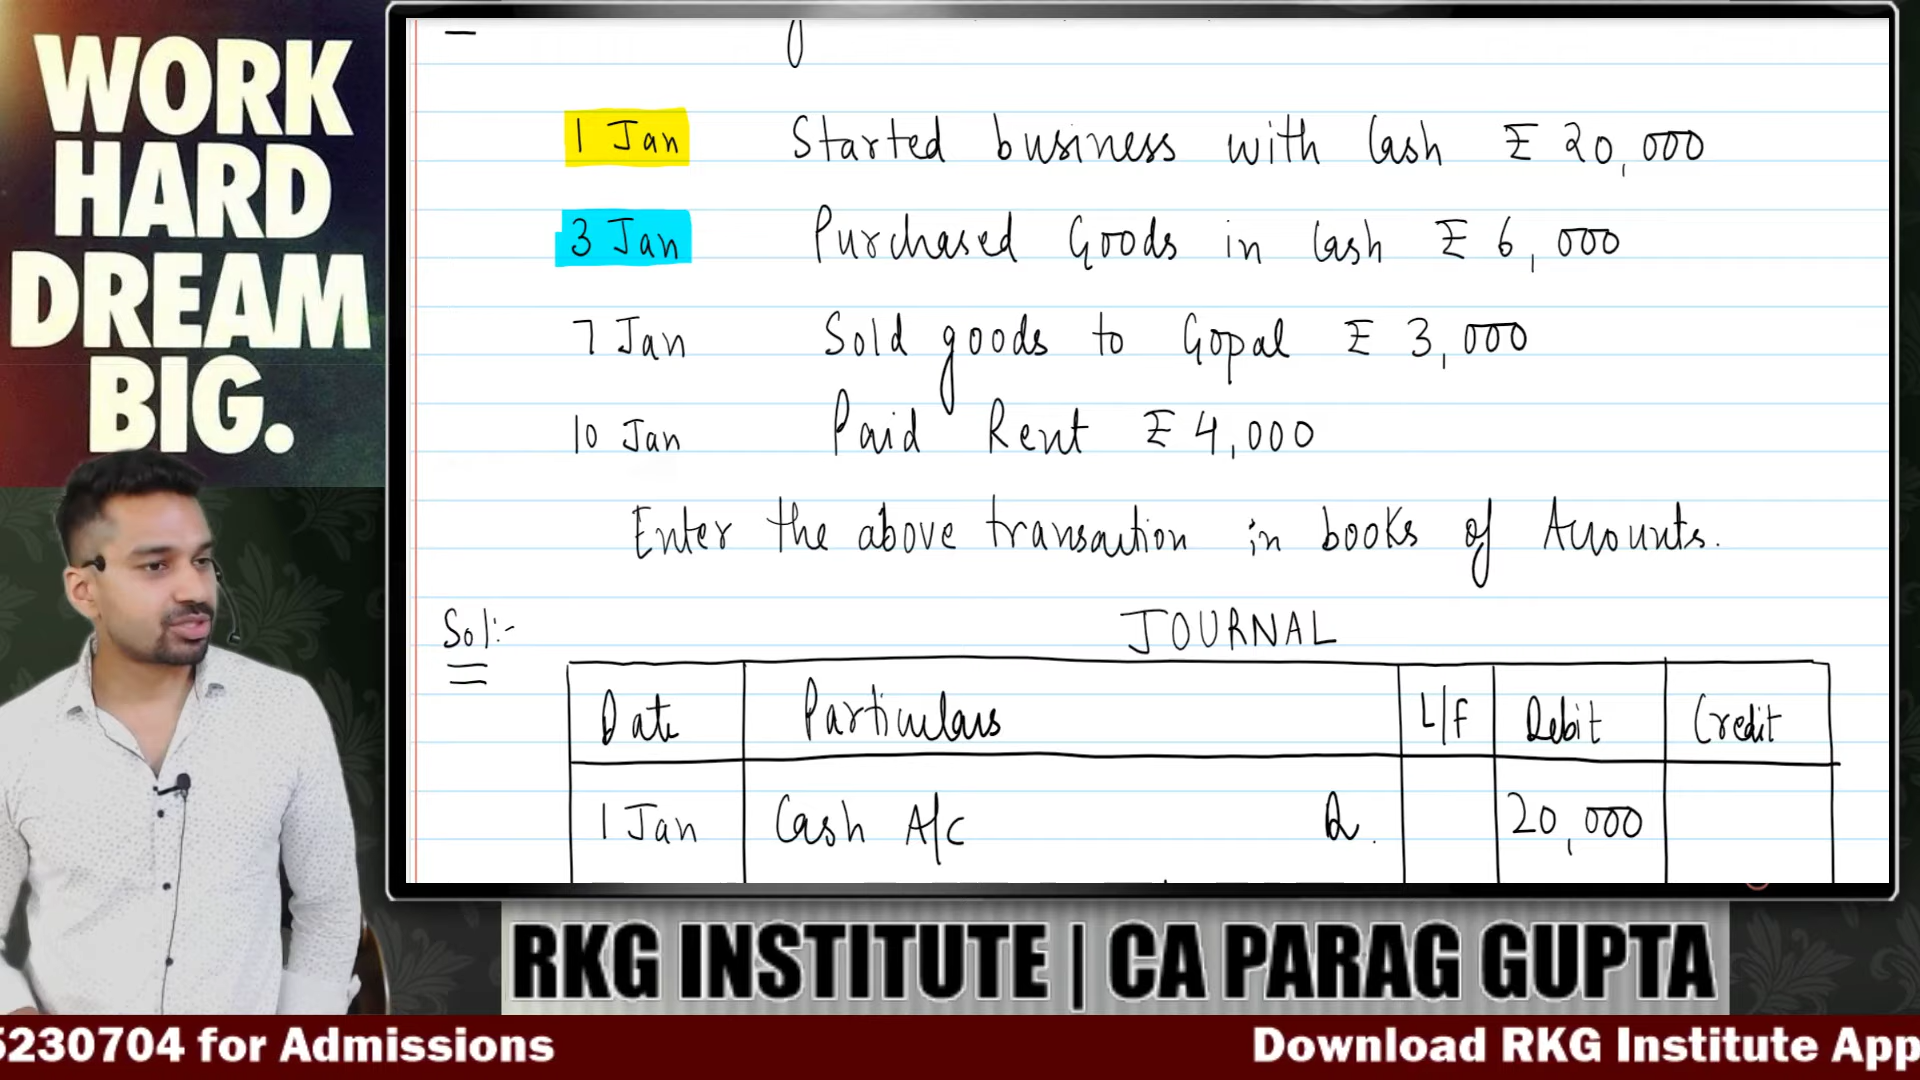 WORK
HARD
DREAM
BIG.
1 Jan Started business with Cash ₹ 20,000
3 Jan Purchased Goods in Cash ₹ 6,000
7 Jan Sold goods to Gopal ₹ 3,000
10 Jan Paid Rent ₹ 4,000
Enter the above transaction in books of Accounts.
Sol:- JOURNAL
Date Particulars L/F Debit Credit
1 Jan Cash A/c Dr. 20,000
RKG INSTITUTE | CA PARAG GUPTA
5230704 for Admissions Download RKG Institute App